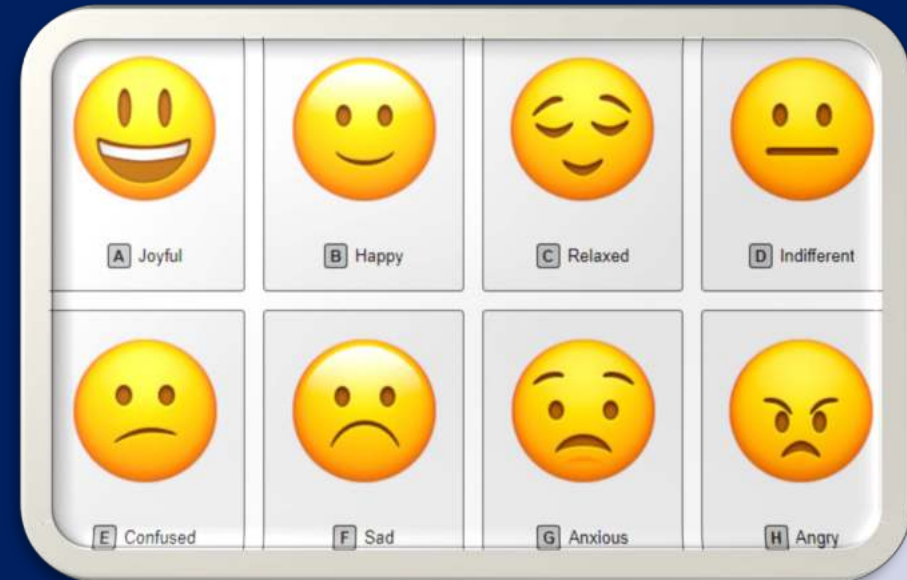 A Joyful
B Happy
C Relaxed
D Indifferent
E Confused
F Sad
G Anxious
H Angry